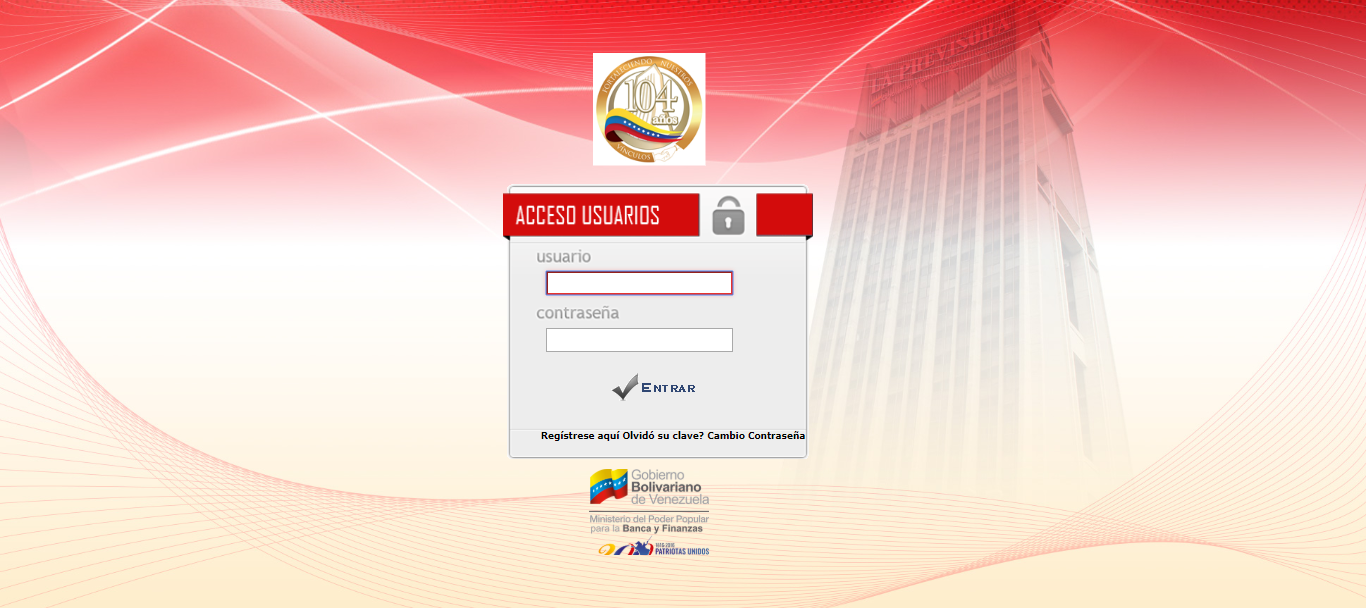 LA PREVISORA
FORTALECIENDO NUESTROS
104
años
VÍNCULOS
ACCESO USUARIOS
usuario
contraseña
ENTRAR
Regístrese aquí Olvidó su clave? Cambio Contraseña
Gobierno
Bolivariano
de Venezuela
Ministerio del Poder Popular
para la Banca y Finanzas
PATRIOTAS UNIDOS